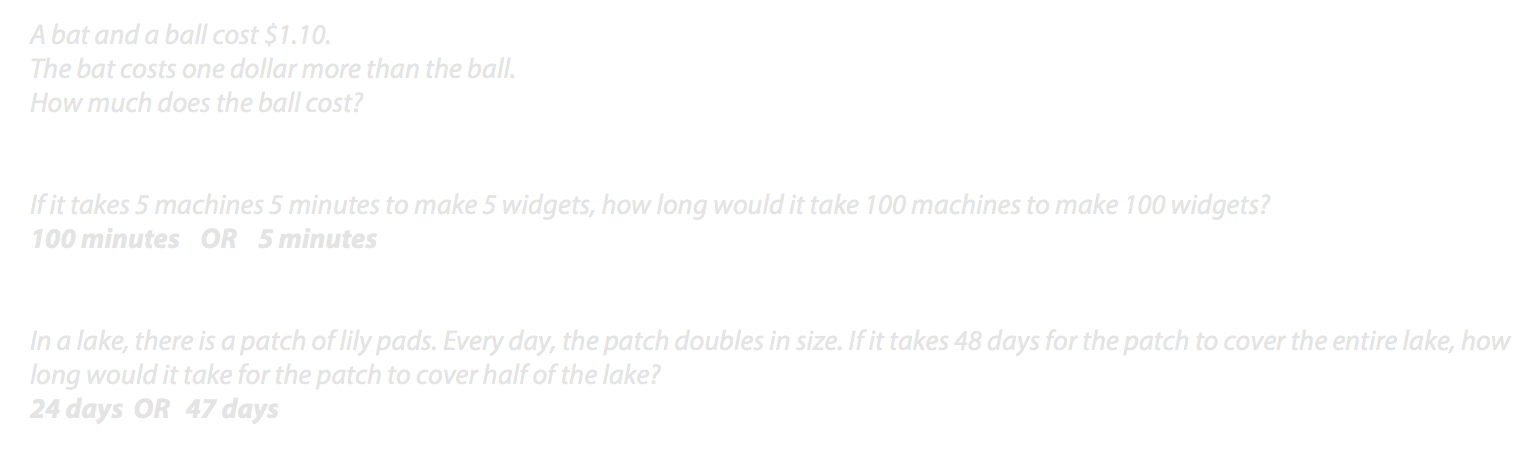 A bat and a ball cost $1.10.
The bat costs one dollar more than the ball.
How much does the ball cost?
If it takes 5 machines 5 minutes to make 5 widgets, how long would it take 100 machines to make 100 widgets?
100 minutes OR 5 minutes
In a lake, there is a patch of lily pads. Every day, the patch doubles in size. If it takes 48 days for the patch to cover the entire lake, how
long would it take for the patch to cover half of the lake?
24 days OR 47 days